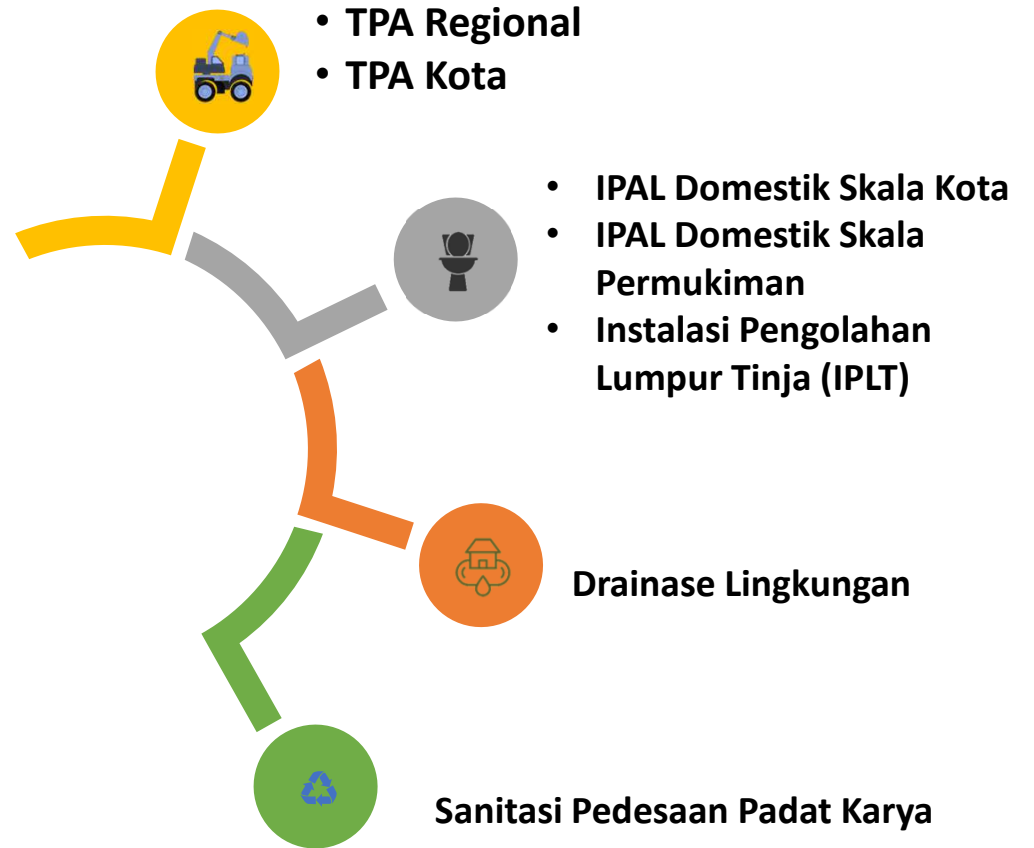 • TPA Regional
• TPA Kota
• IPAL Domestik Skala Kota
• IPAL Domestik Skala
Permukiman
• Instalasi Pengolahan
Lumpur Tinja (IPLT)
Drainase Lingkungan
Sanitasi Pedesaan Padat Karya